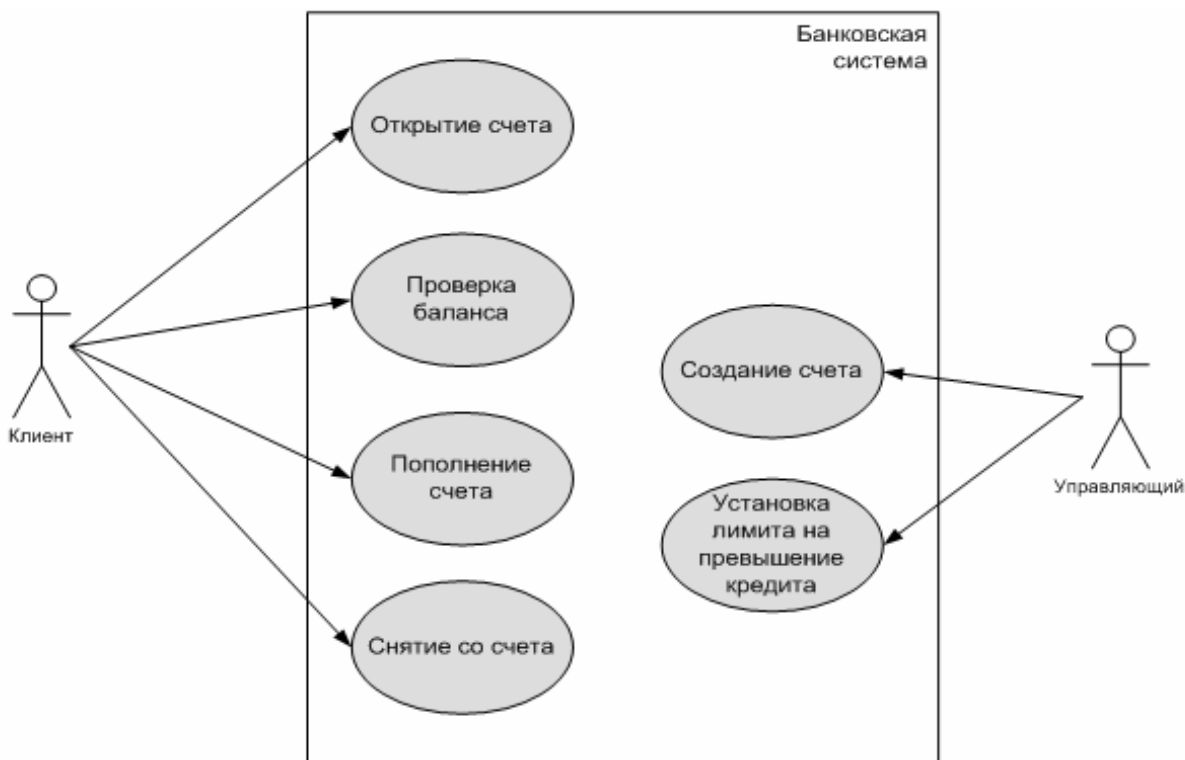 Банковская
система
Открытие счета
Проверка
баланса
Создание счета
Клиент
Пополнение
счета
Управляющий
Установка
лимита на
превышение
кредита
Снятие со счета